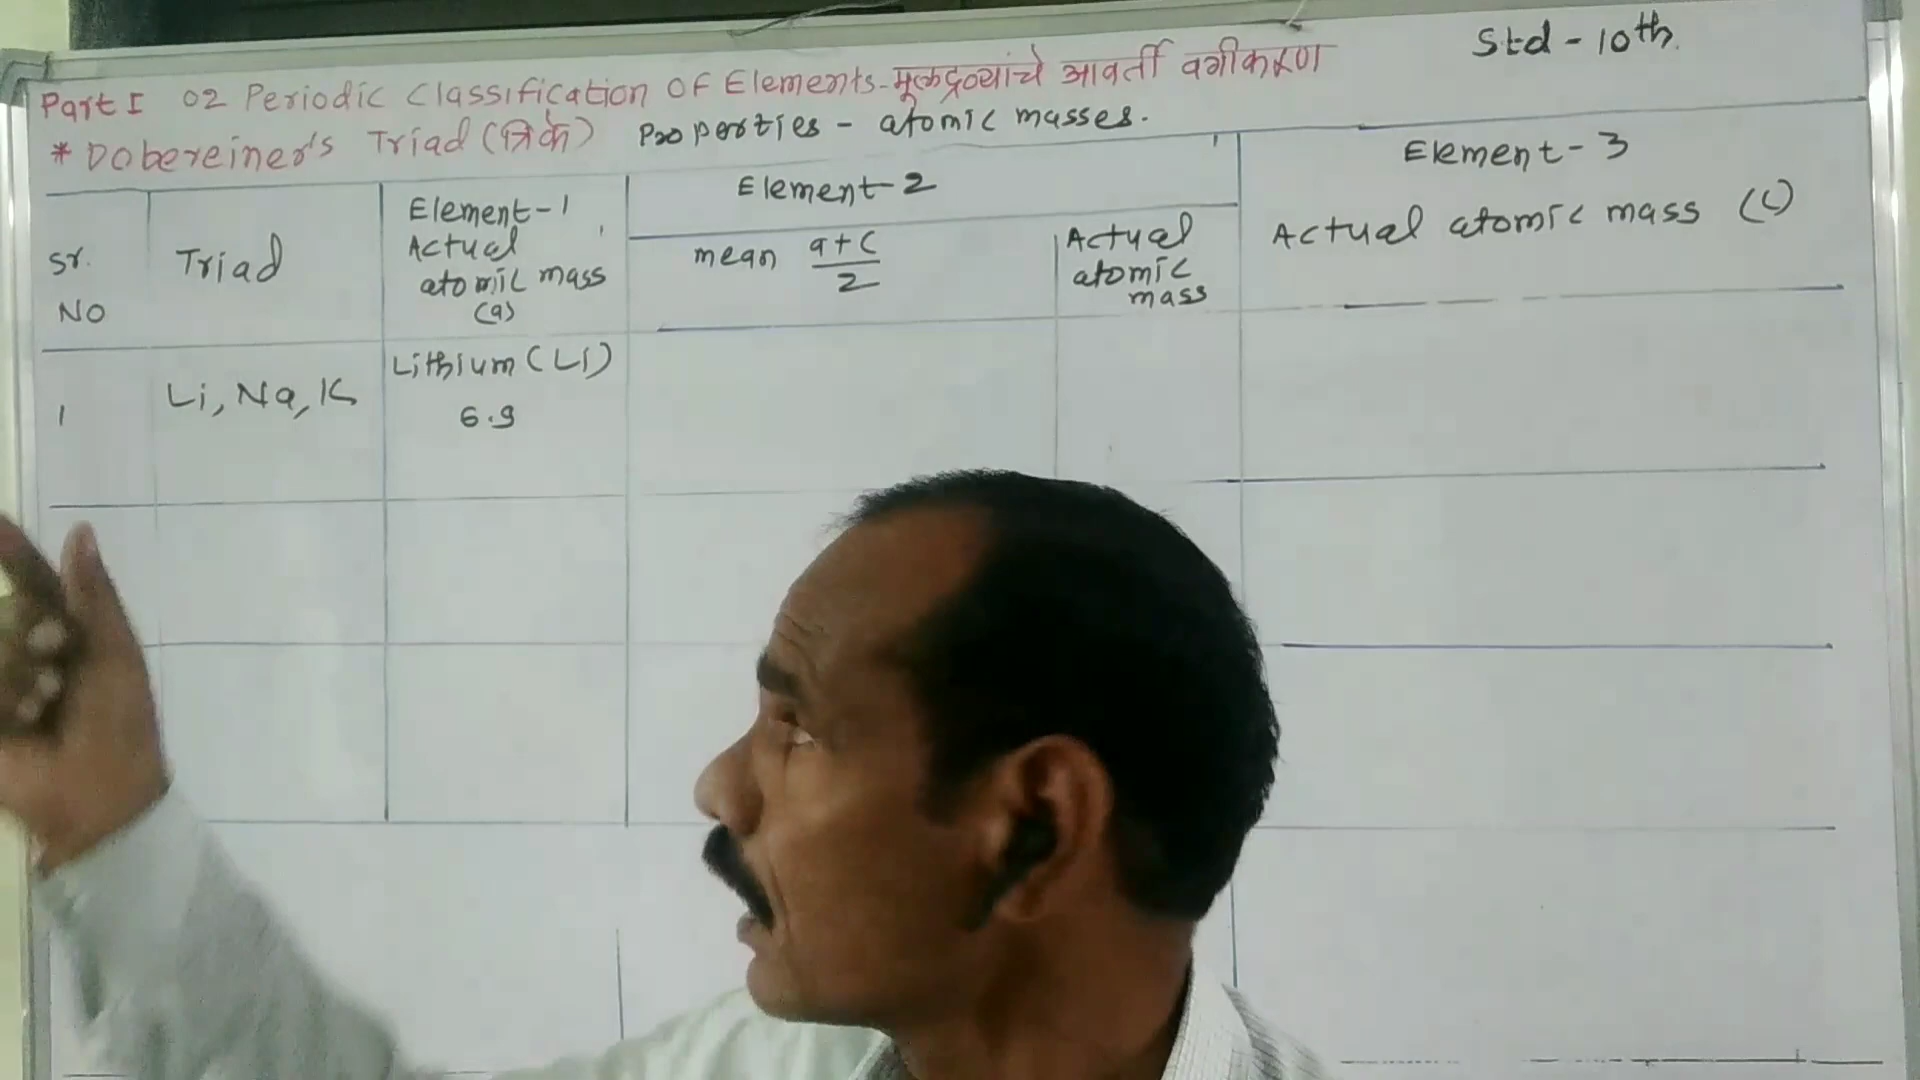 Std - 10th.
Part I 02 Periodic Classification Of Elements - मूलद्रव्यांचे आवर्ती वर्गीकरण
* Dobereiner's Triad (त्रिके) Properties - atomic masses.
Sr. No
Triad
Element-1
Actual
atomic mass
(a)
Element-2
mean a+c/2
Actual
atomic
mass
Element-3
Actual atomic mass (c)
1
Li, Na, K
Lithium (Li)
6.9